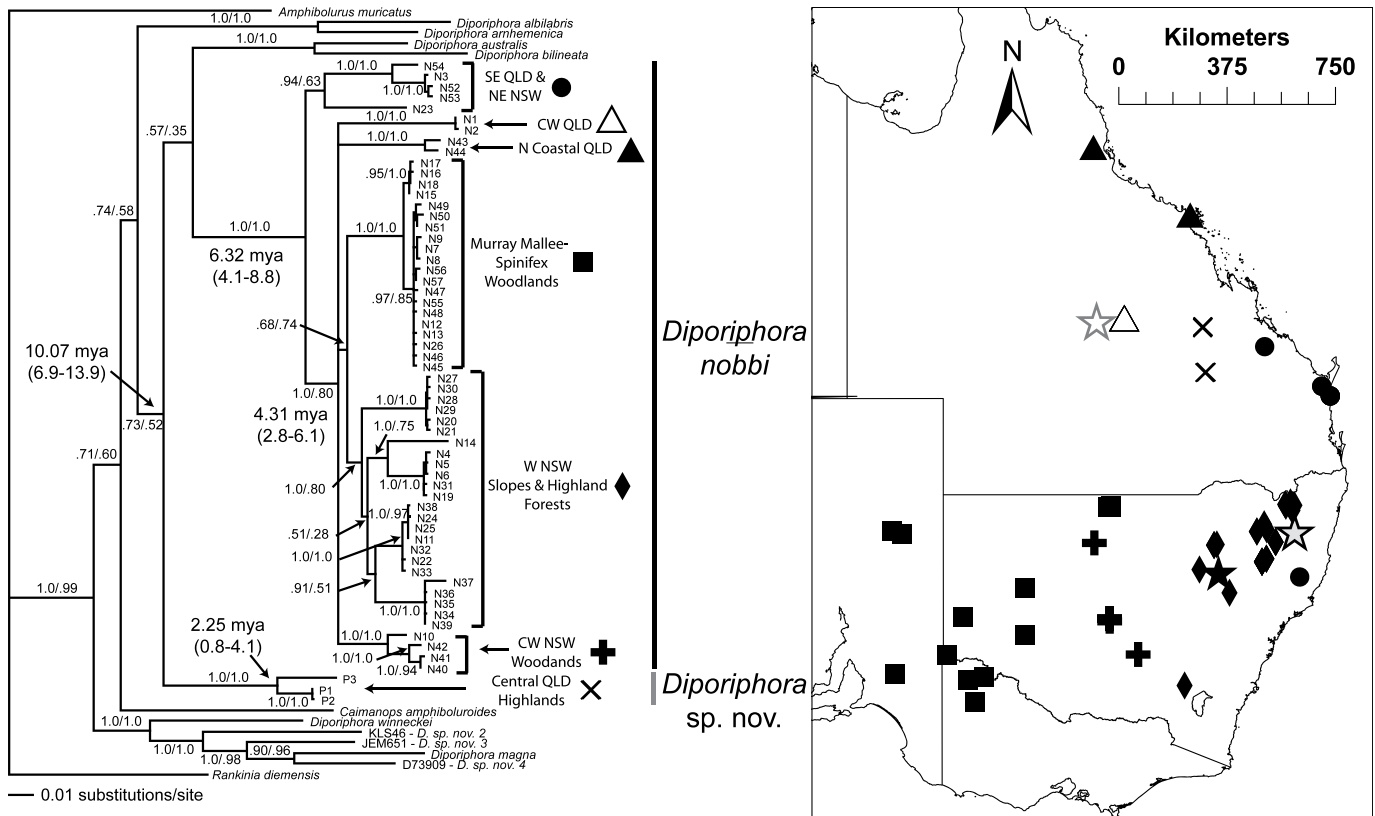 Amphibolurus muricatus
1.0/1.0
Diporiphora albilabris
Diporiphora arnhemenica
1.0/1.0
Diporiphora australis
Diporiphora bilineata
1.0/1.0
N54
N3
.94/.63
1.0/1.0
N52
N53
SE QLD &
NE NSW
N23
1.0/1.0
N1
N2
CW QLD
.57/.35
1.0/1.0
N43
N44
N Coastal QLD
N17
.95/1.0
N16
N18
N15
.74/.58
N49
N50
1.0/1.0
1.0/1.0
N51
N9
N7
N8
6.32 mya
(4.1-8.8)
Murray Mallee-
Spinifex
Woodlands
N56
N57
N47
.97/.85
N55
N48
N12
.68/.74
N13
N26
N46
N45
Diporiphora
nobbi
10.07 mya
(6.9-13.9)
N27
1.0/.80
N30
1.0/1.0
N28
N29
4.31 mya
(2.8-6.1)
N20
N21
.73/.52
1.0/.75
N14
N4
N5
.71/.60
N6
N31
1.0/1.0
N19
1.0/.80
W NSW
Slopes & Highland
Forests
N38
1.0/.97
N24
N25
.51/.28
N11
1.0/1.0
N32
N22
N33
N37
.91/.51
N36
N35
1.0/1.0
N34
N39
1.0/.99
2.25 mya
(0.8-4.1)
1.0/1.0
N10
N42
1.0/1.0
N41
1.0/.94
N40
CW NSW
Woodands
1.0/1.0
P3
P1
1.0/1.0
P2
Central QLD
Highlands
Diporiphora
sp. nov.
Caimanops amphiboluroides
1.0/1.0
Diporiphora winneckei
KLS46 - D. sp. nov. 2
1.0/1.0
JEM651 - D. sp. nov. 3
.90/.96
Diporiphora magna
1.0/.98
D73909 - D. sp. nov. 4
Rankinia diemensis
0.01 substitutions/site
N
Kilometers
0 375 750